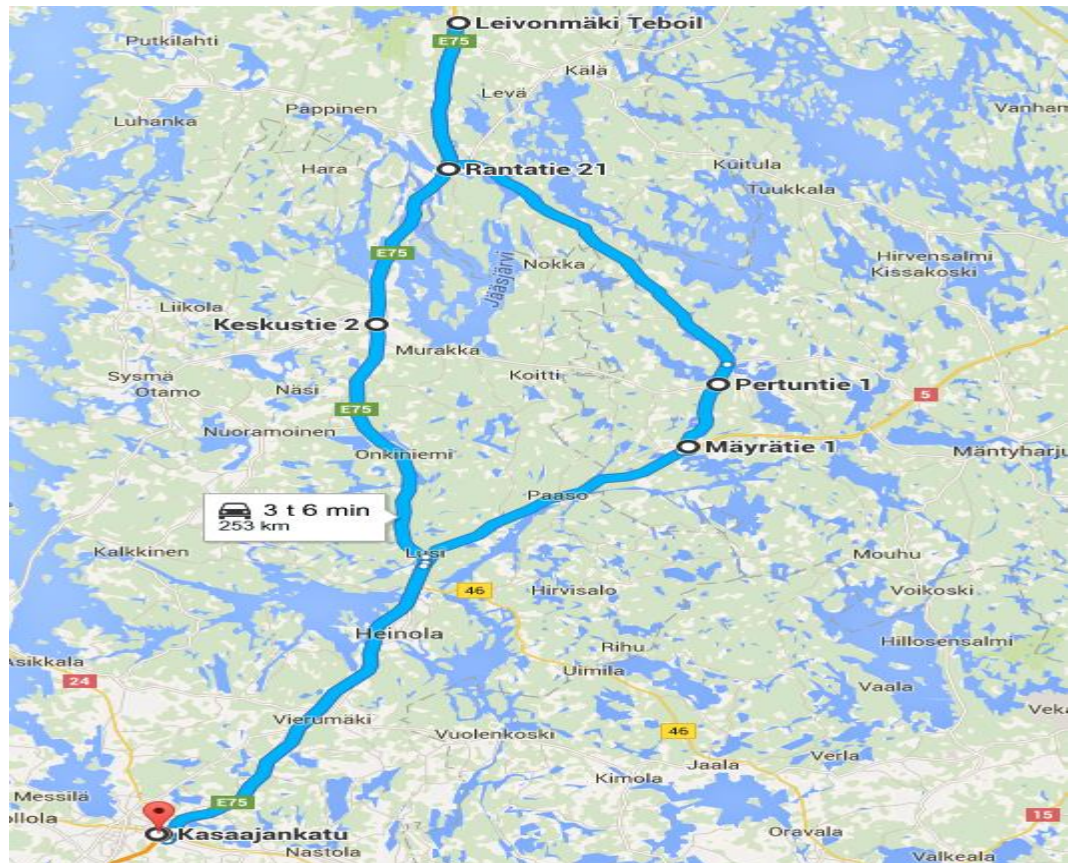 Leivonmäki Teboil
Putkilahti
E75
Kälä
Levä
Pappinen
Vanham
Luhanka
Hara
Rantatie 21
Kuitula
Tuukkala
E75
Jääsjärvi
Nokka
Hirvensalmi
Kissakoski
Liikola
Keskustie 2
Murakka
Sysmä
Otamo
Näsi
Koitti
Pertuntie 1
5
E75
Nuoramoinen
Onkiniemi
Mäyrätie 1
Mäntyharju
Paaso
3 t 6 min
253 km
Kalkkinen
Lusi
Mouhu
46
Hirvisalo
Voikoski
Heinola
Hillosensalmi
Rihu
Asikkala
Uimila
24
Vaala
Veka
Vierumäki
Vuolenkoski
46
Jaala
Verla
Kimola
Messilä
E75
ollola
Kasaajankatu
Oravala
15
Nastola
Valkeala